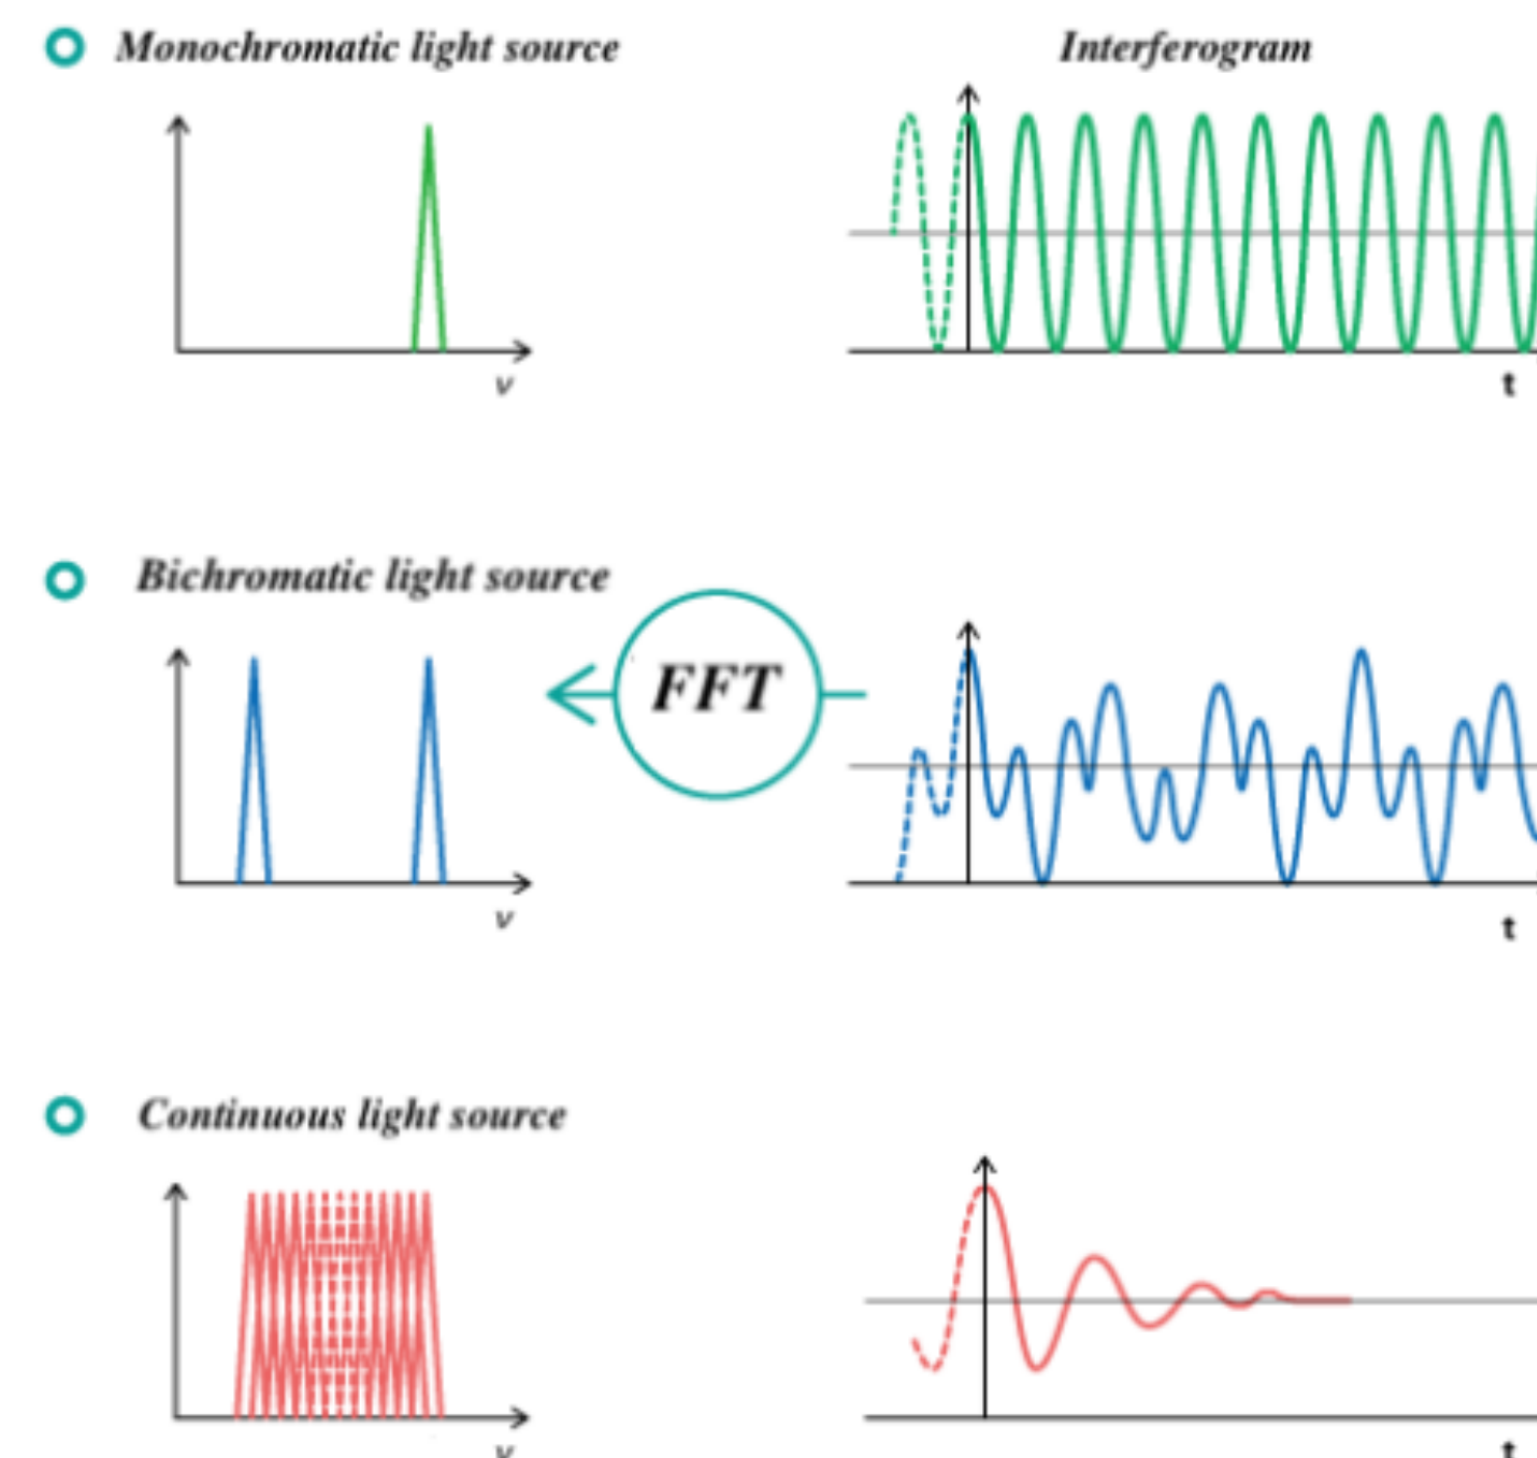 Monochromatic light source
Interferogram
ν
t
Bichromatic light source
FFT
ν
t
Continuous light source
ν
t